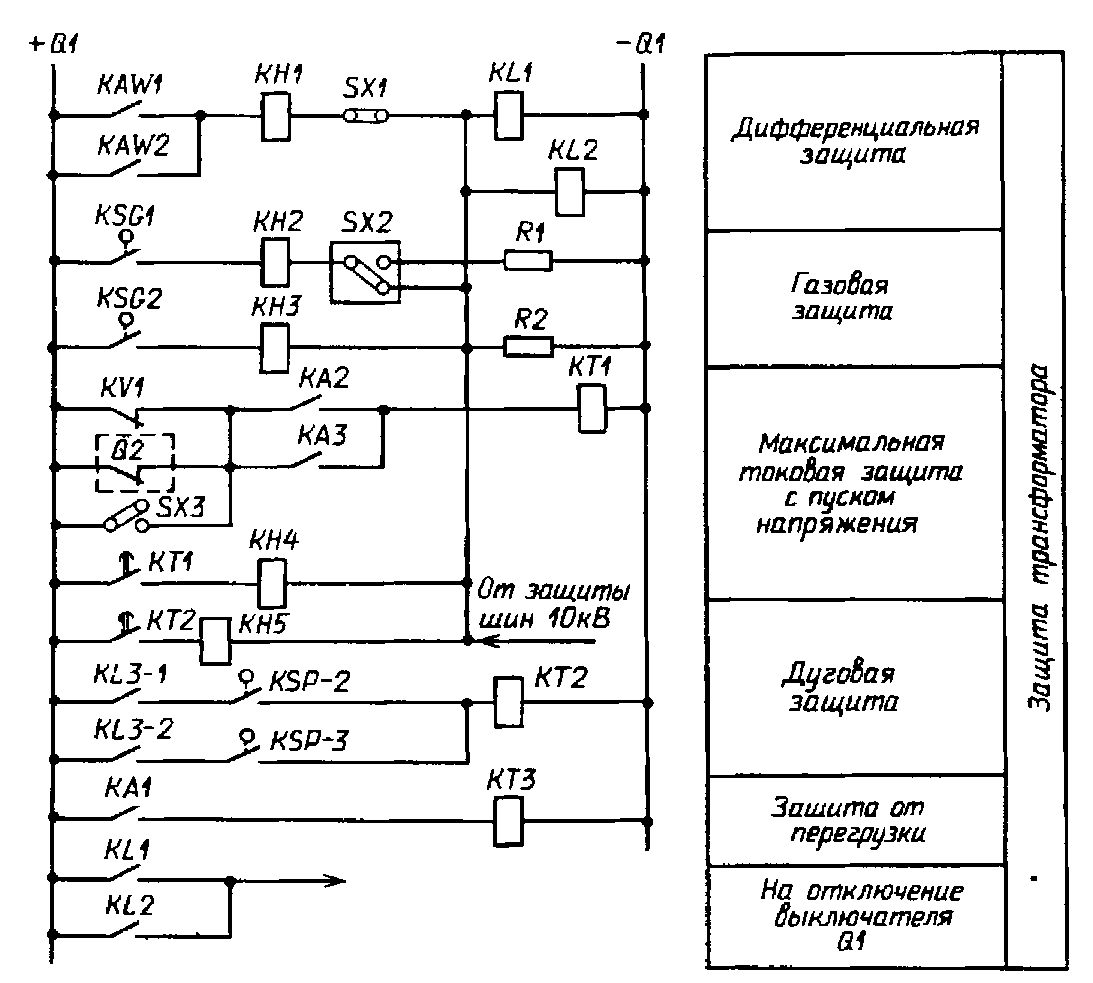 +Q1
-Q1
KAW1
KH1
SX1
KL1
KAW2
KL2
KSG1
KH2
SX2
R1
KSG2
KH3
R2
KV1
KA2
KT1
Q2
KA3
SX3
KT1
KH4
От защиты
шин 10кВ
KT2
KH5
KL3-1
KSP-2
KT2
KL3-2
KSP-3
KA1
KT3
KL1
KL2
Дифференциальная
защита
Газовая
защита
Максимальная
токовая защита
с пуском
напряжения
Дуговая
защита
Защита от
перегрузки
На отключение
выключателя
Q1
Защита трансформатора